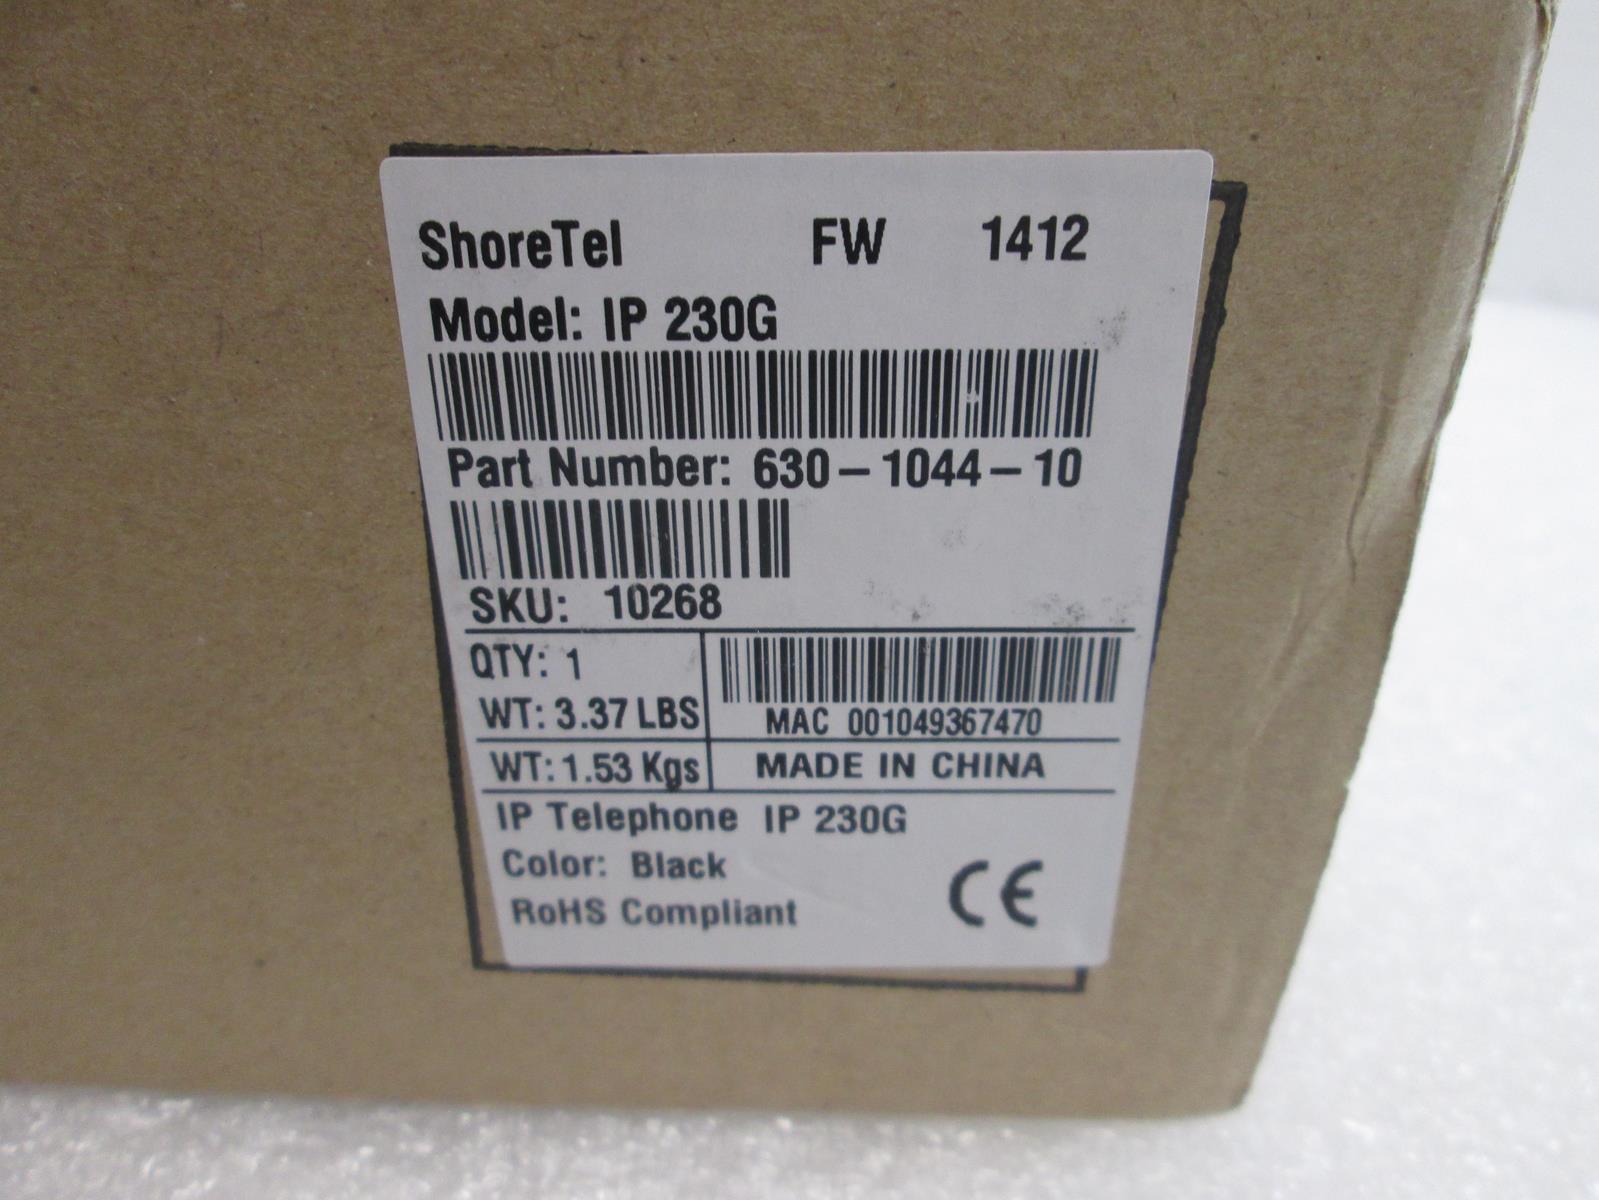 ShoreTel FW 1412
Model: IP 230G
Part Number: 630-1044-10
SKU: 10268
QTY: 1
WT: 3.37 LBS
MAC 001049367470
WT: 1.53 Kgs
MADE IN CHINA
IP Telephone IP 230G
Color: Black
RoHS Compliant
CE